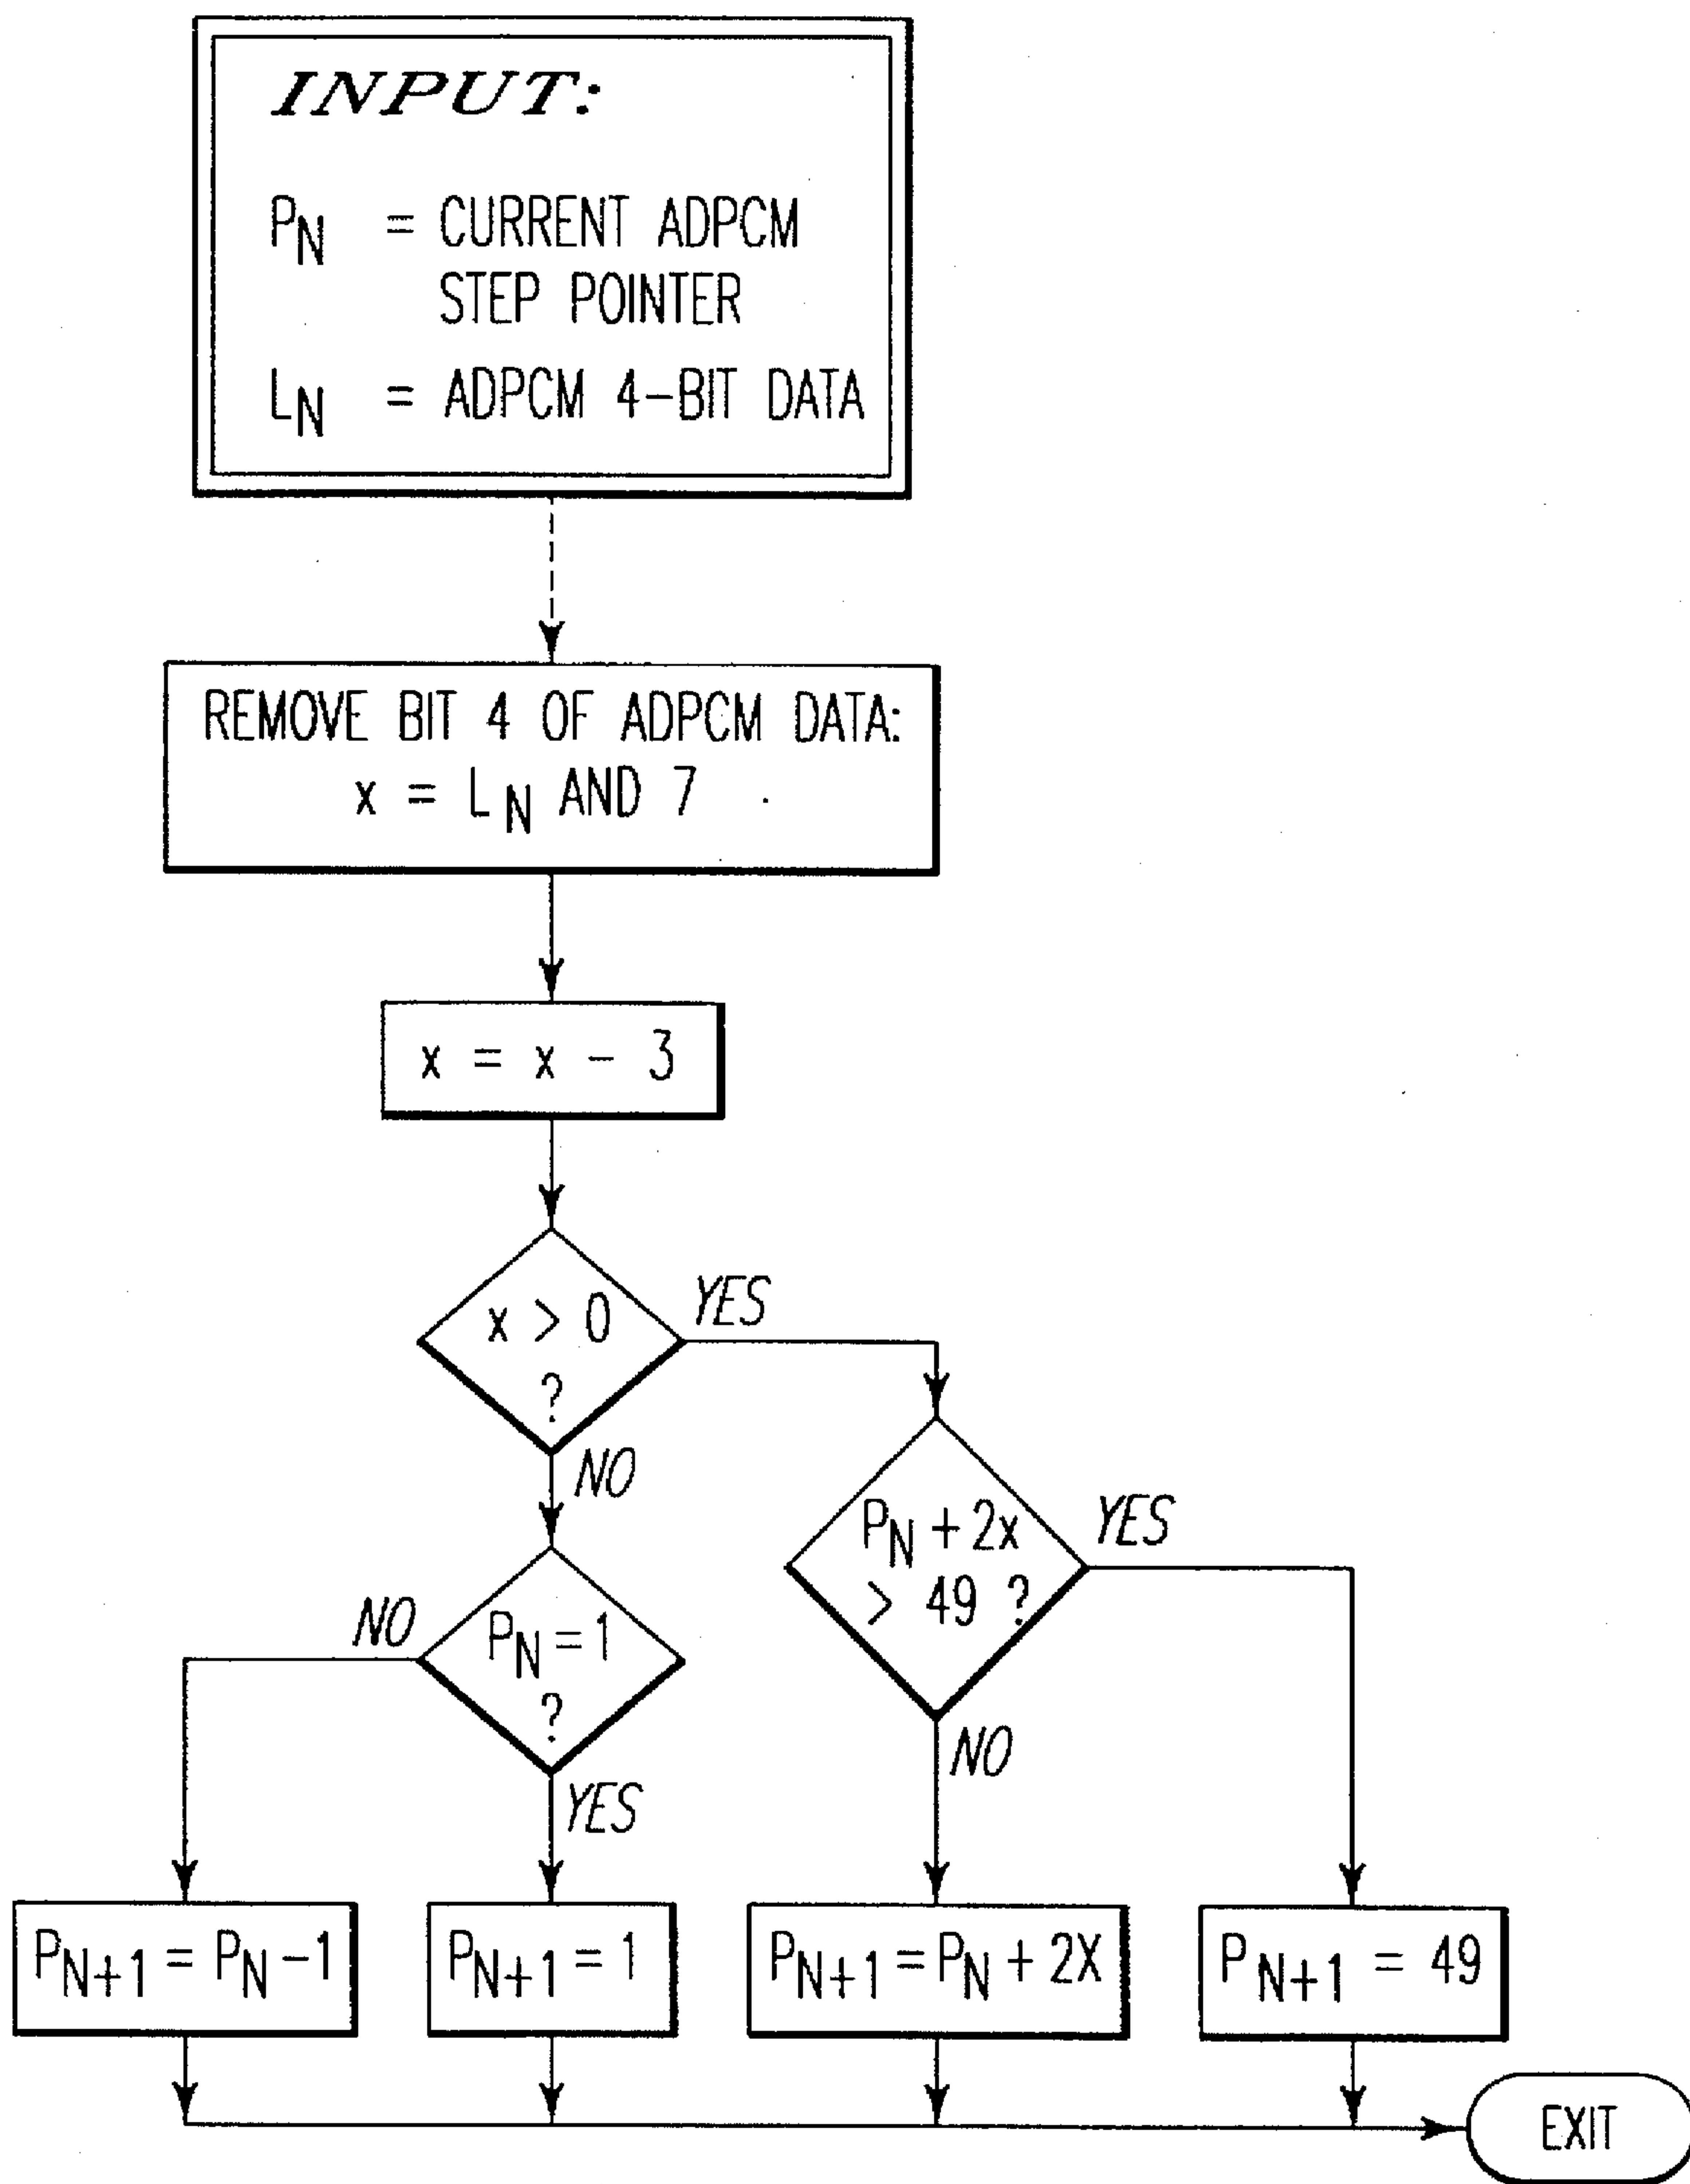 INPUT:
PN = CURRENT ADPCM
STEP POINTER
LN = ADPCM 4-BIT DATA
REMOVE BIT 4 OF ADPCM DATA:
x = LN AND 7
x = x - 3
x > 0
?
YES
NO
PN + 2x
> 49 ?
YES
NO
PN = 1
?
NO
YES
PN+1 = PN -1
PN+1 = 1
PN+1 = PN + 2X
PN+1 = 49
EXIT